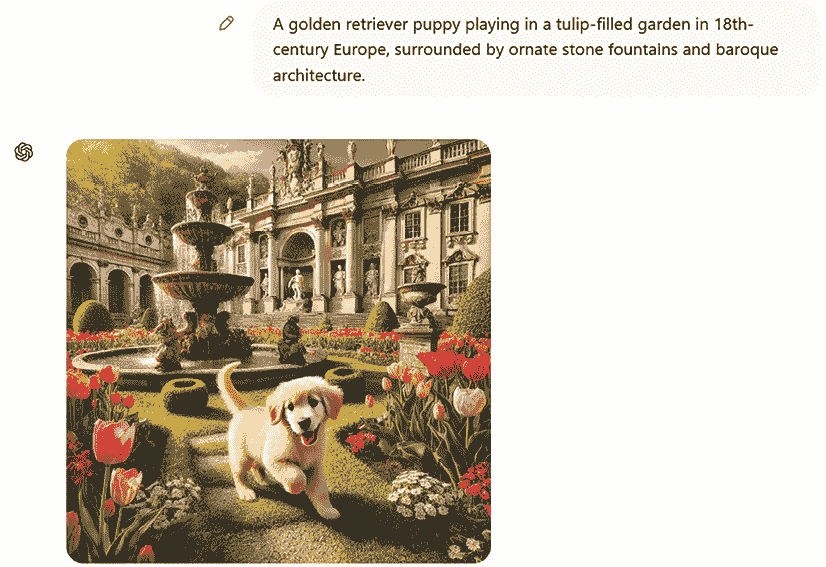 A golden retriever puppy playing in a tulip-filled garden in 18th-
century Europe, surrounded by ornate stone fountains and baroque
architecture.